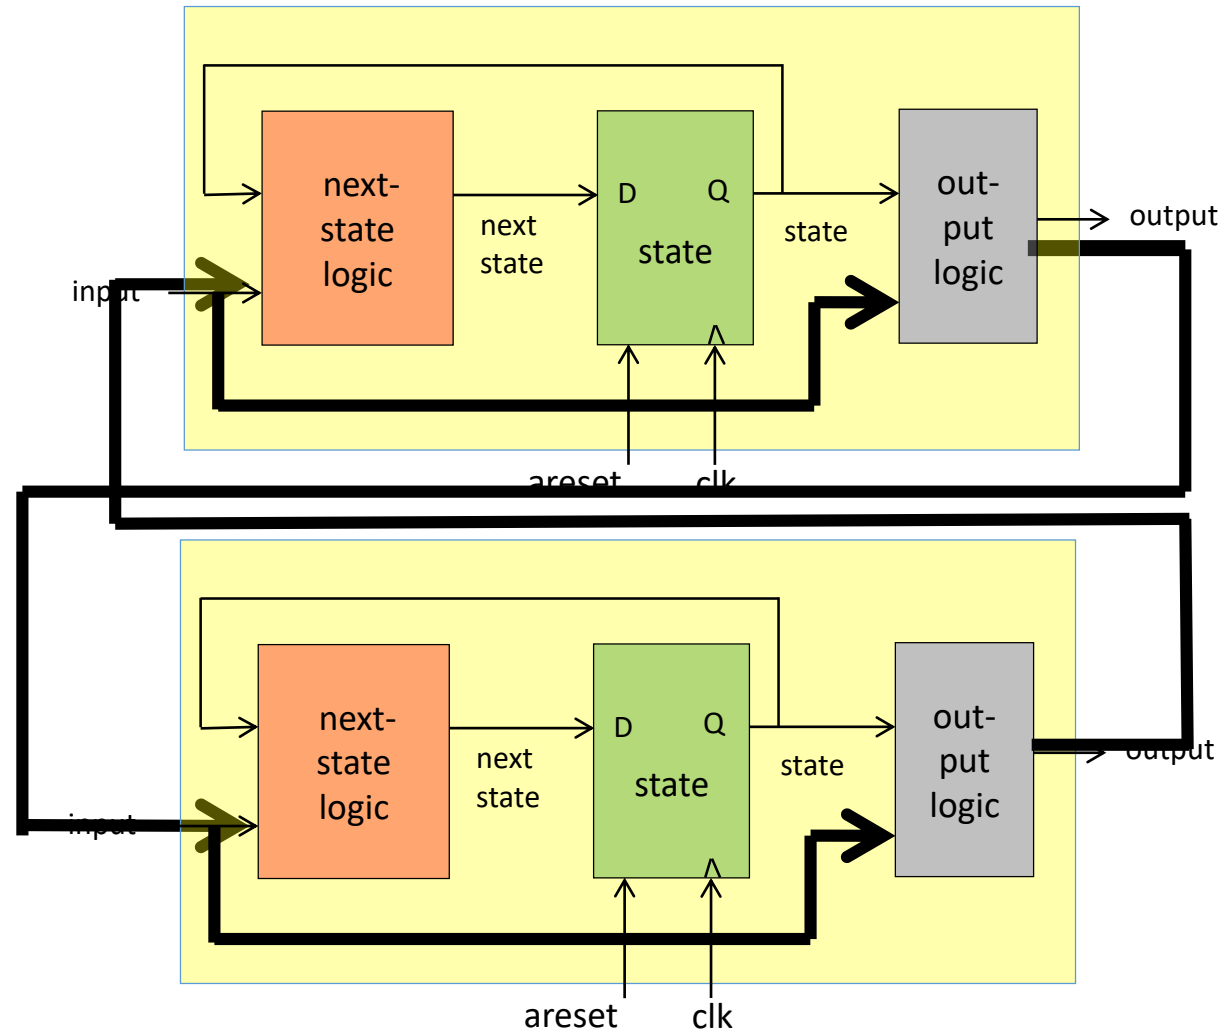 next-
state
logic
next
state
D
Q
state
state
out-
put
logic
output
input
areset
clk
next-
state
logic
next
state
D
Q
state
state
out-
put
logic
output
input
areset
clk